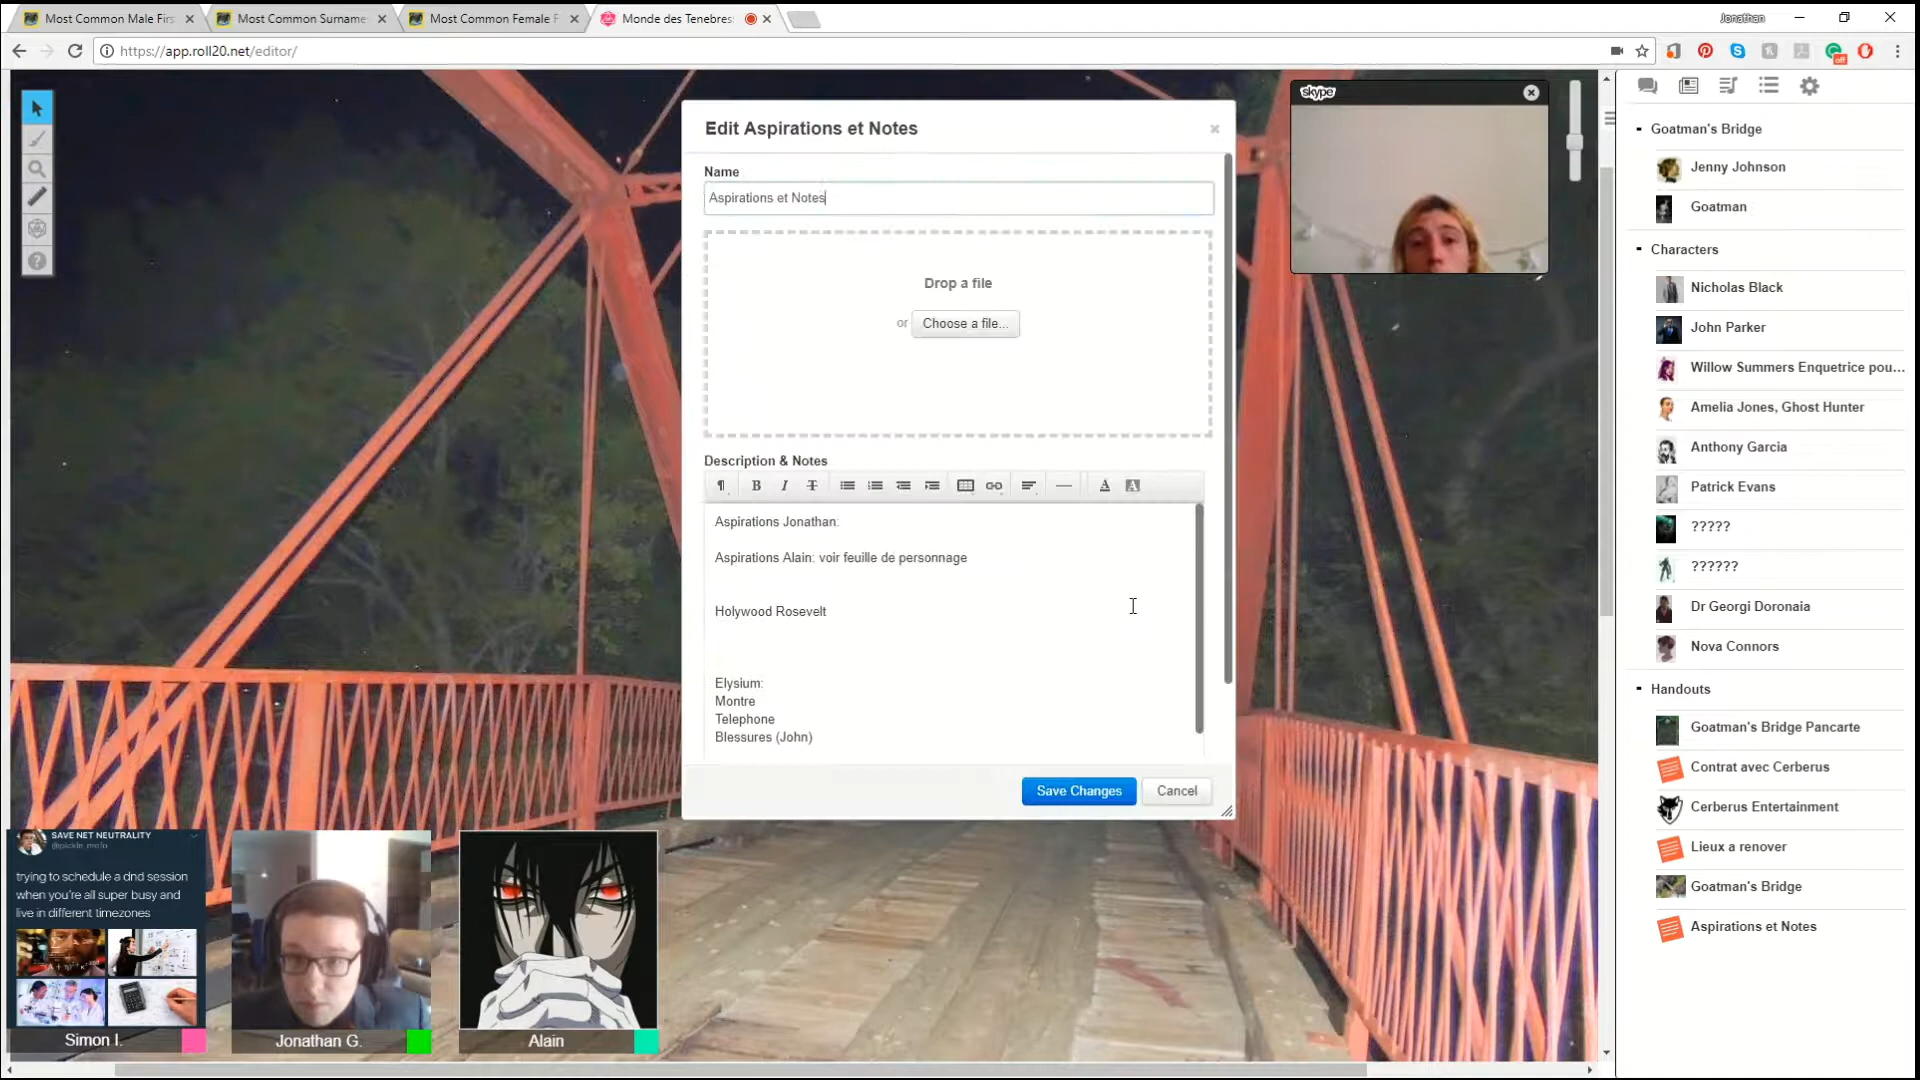 Most Common Male Firs
Most Common Surname
Most Common Female F
Monde des Tenebres:
Jonathan
https://app.roll20.net/editor/
off
skype
Edit Aspirations et Notes
Name
Aspirations et Notes
Drop a file
or Choose a file...
Description & Notes
Aspirations Jonathan:
Aspirations Alain: voir feuille de personnage
Holywood Rosevelt
Elysium:
Montre
Telephone
Blessures (John)
Save Changes
Cancel
Goatman's Bridge
Jenny Johnson
Goatman
Characters
Nicholas Black
John Parker
Willow Summers Enquetrice pou...
Amelia Jones, Ghost Hunter
Anthony Garcia
Patrick Evans
?????
??????
Dr Georgi Doronaia
Nova Connors
Handouts
Goatman's Bridge Pancarte
Contrat avec Cerberus
Cerberus Entertainment
Lieux a renover
Goatman's Bridge
Aspirations et Notes
SAVE NET NEUTRALITY
@pickle_mofo
trying to schedule a dnd session
when you're all super busy and
live in different timezones
Simon I.
Jonathan G.
Alain